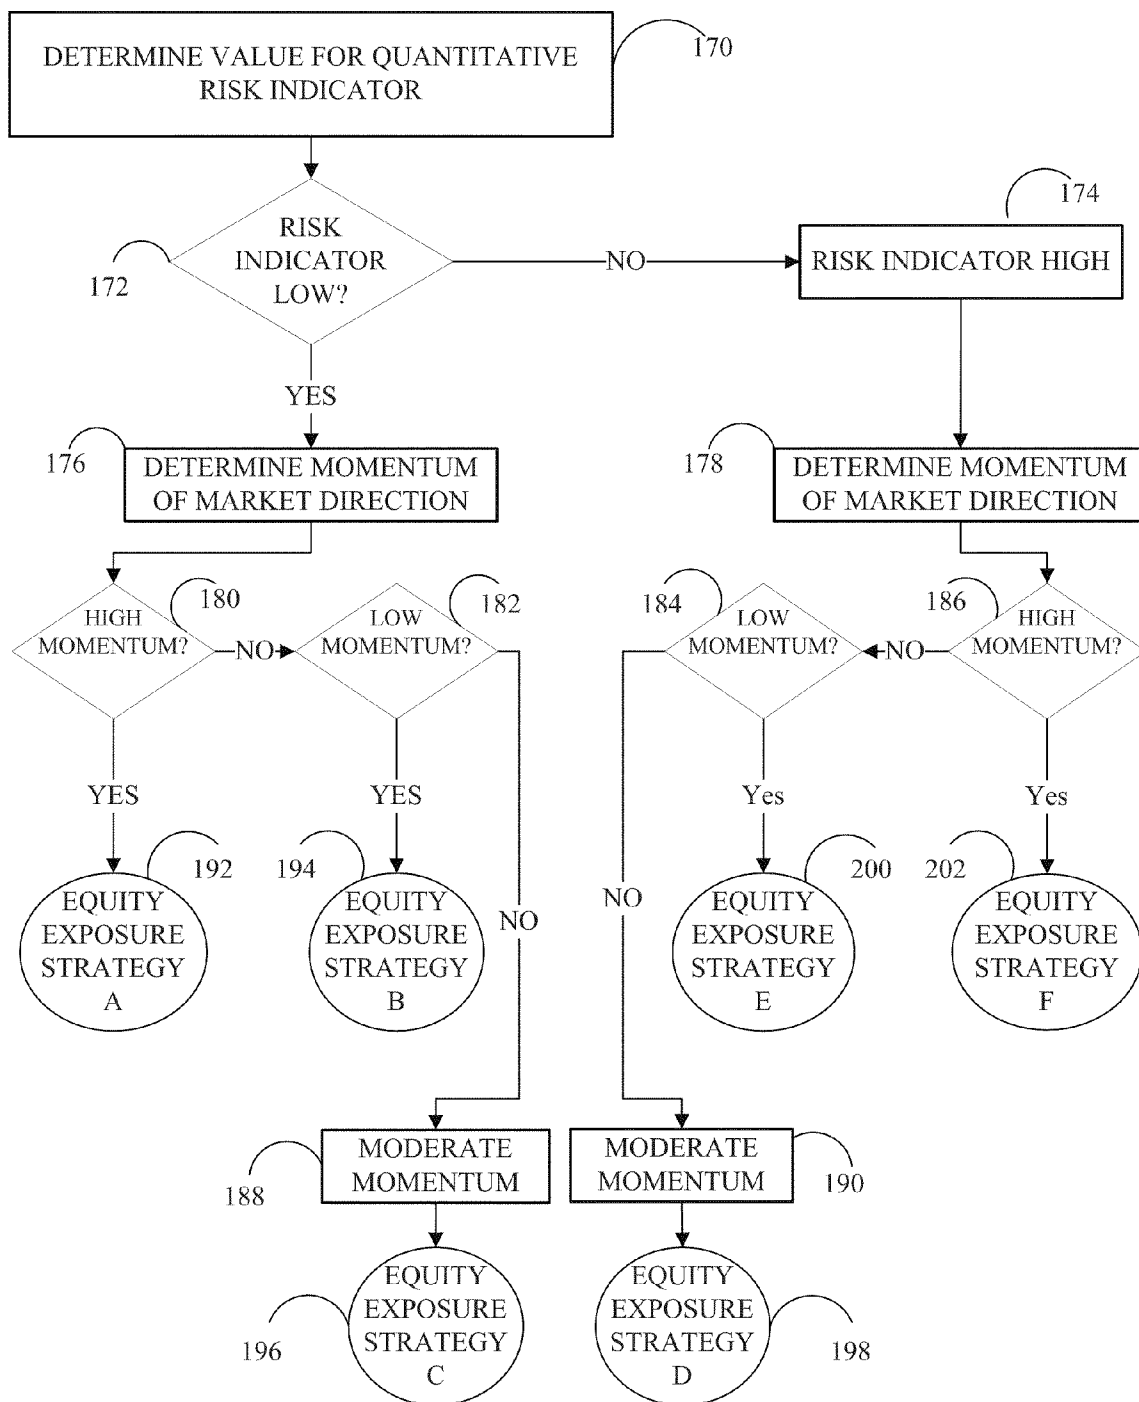 DETERMINE VALUE FOR QUANTITATIVE
RISK INDICATOR
170
RISK
INDICATOR
LOW?
172
NO
174
RISK INDICATOR HIGH
YES
176
DETERMINE MOMENTUM
OF MARKET DIRECTION
178
DETERMINE MOMENTUM
OF MARKET DIRECTION
HIGH
MOMENTUM?
180
NO
LOW
MOMENTUM?
182
184
LOW
MOMENTUM?
NO
186
HIGH
MOMENTUM?
YES
YES
Yes
Yes
192
194
200
202
EQUITY
EXPOSURE
STRATEGY
A
EQUITY
EXPOSURE
STRATEGY
B
NO
NO
EQUITY
EXPOSURE
STRATEGY
E
EQUITY
EXPOSURE
STRATEGY
F
188
MODERATE
MOMENTUM
MODERATE
MOMENTUM
190
196
EQUITY
EXPOSURE
STRATEGY
C
EQUITY
EXPOSURE
STRATEGY
D
198